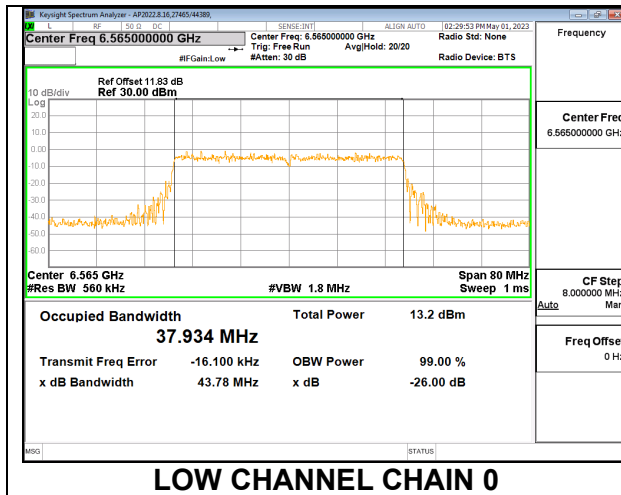 Keysight Spectrum Analyzer - AP2022.8.16,27465/44389,
L RF 50 Ω DC SENSE:INT ALIGN AUTO 02:29:53 PM May 01, 2023
Center Freq 6.565000000 GHz
Center Freq: 6.565000000 GHz Radio Std: None
Trig: Free Run Avg|Hold: 20/20
#IFGain:Low #Atten: 30 dB Radio Device: BTS
Frequency
Ref Offset 11.83 dB
10 dB/div Ref 30.00 dBm
Log
20.0
10.0
0.00
-10.0
-20.0
-30.0
-40.0
-50.0
-60.0
Center 6.565 GHz Span 80 MHz
#Res BW 560 kHz #VBW 1.8 MHz Sweep 1 ms
Center Freq
6.565000000 GHz
CF Step
8.000000 MHz
Auto Man
Freq Offset
0 Hz
Occupied Bandwidth Total Power 13.2 dBm
37.934 MHz
Transmit Freq Error -16.100 kHz OBW Power 99.00 %
x dB Bandwidth 43.78 MHz x dB -26.00 dB
MSG STATUS
LOW CHANNEL CHAIN 0